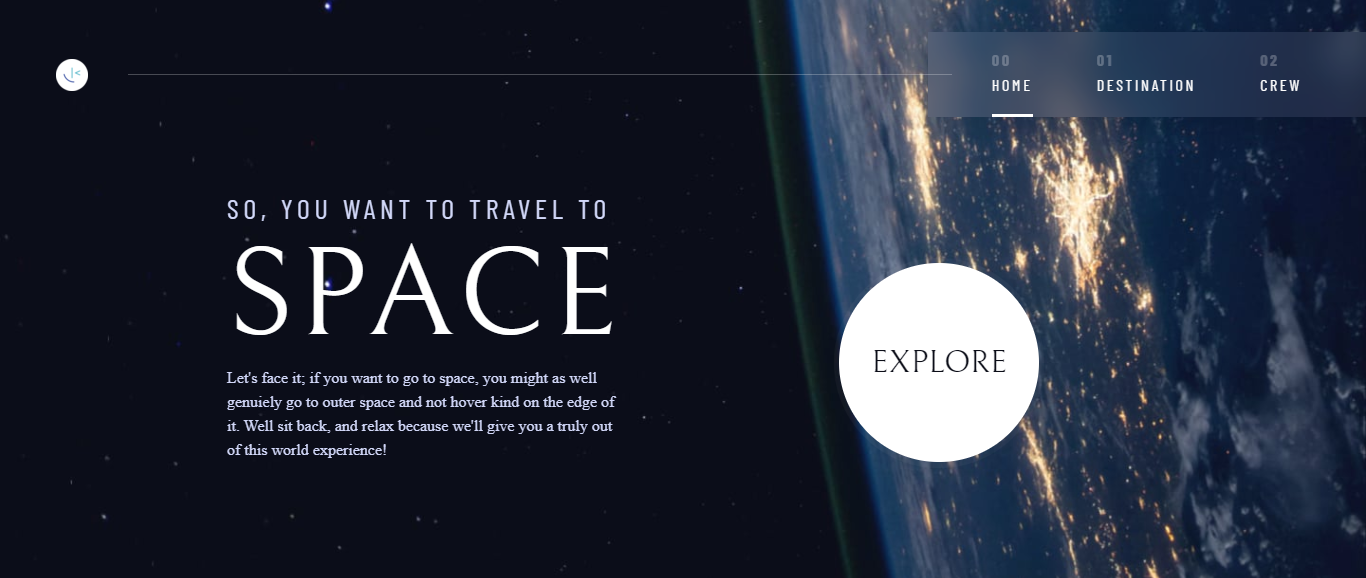 00
HOME
01
DESTINATION
02
CREW
SO, YOU WANT TO TRAVEL TO
SPACE
Let's face it; if you want to go to space, you might as well
genuiely go to outer space and not hover kind on the edge of
it. Well sit back, and relax because we'll give you a truly out
of this world experience!
EXPLORE